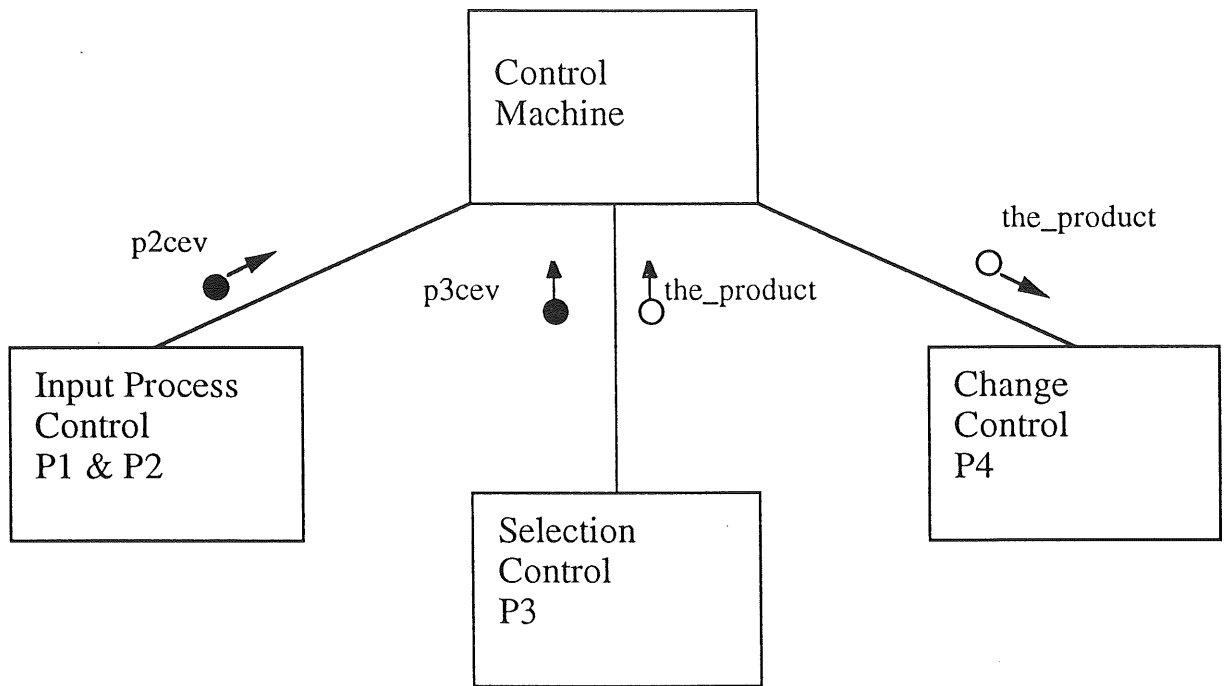 Control
Machine
p2cev
p3cev
the_product
the_product
Input Process
Control
P1 & P2
Selection
Control
P3
Change
Control
P4